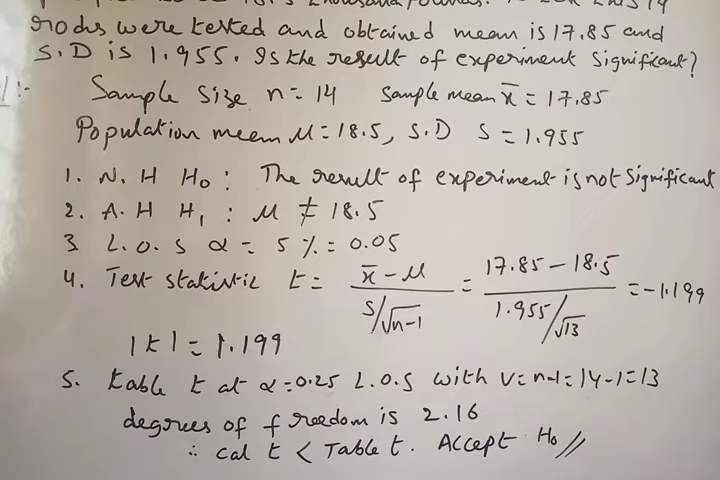 rods were tested and obtained mean is 17.85 and
S.D is 1.955. Is the result of experiment significant?
Sample size n = 14 sample mean x̄ = 17.85
Population mean μ = 18.5, S.D S = 1.955
1. N. H H₀ : The result of experiment is not significant
2. A. H H₁ : μ ≠ 18.5
3 L. O. S α = 5 % = 0.05
4. Test statistic t = (x̄ - μ)/(S/√n-1) = (17.85 - 18.5)/(1.955/√13) = -1.199
|t| = 1.199
5. table t at α = 0.25 L.O.S with ν = n-1 = 14-1 = 13
degrees of freedom is 2.16
∴ cal t < Table t. Accept H₀ //